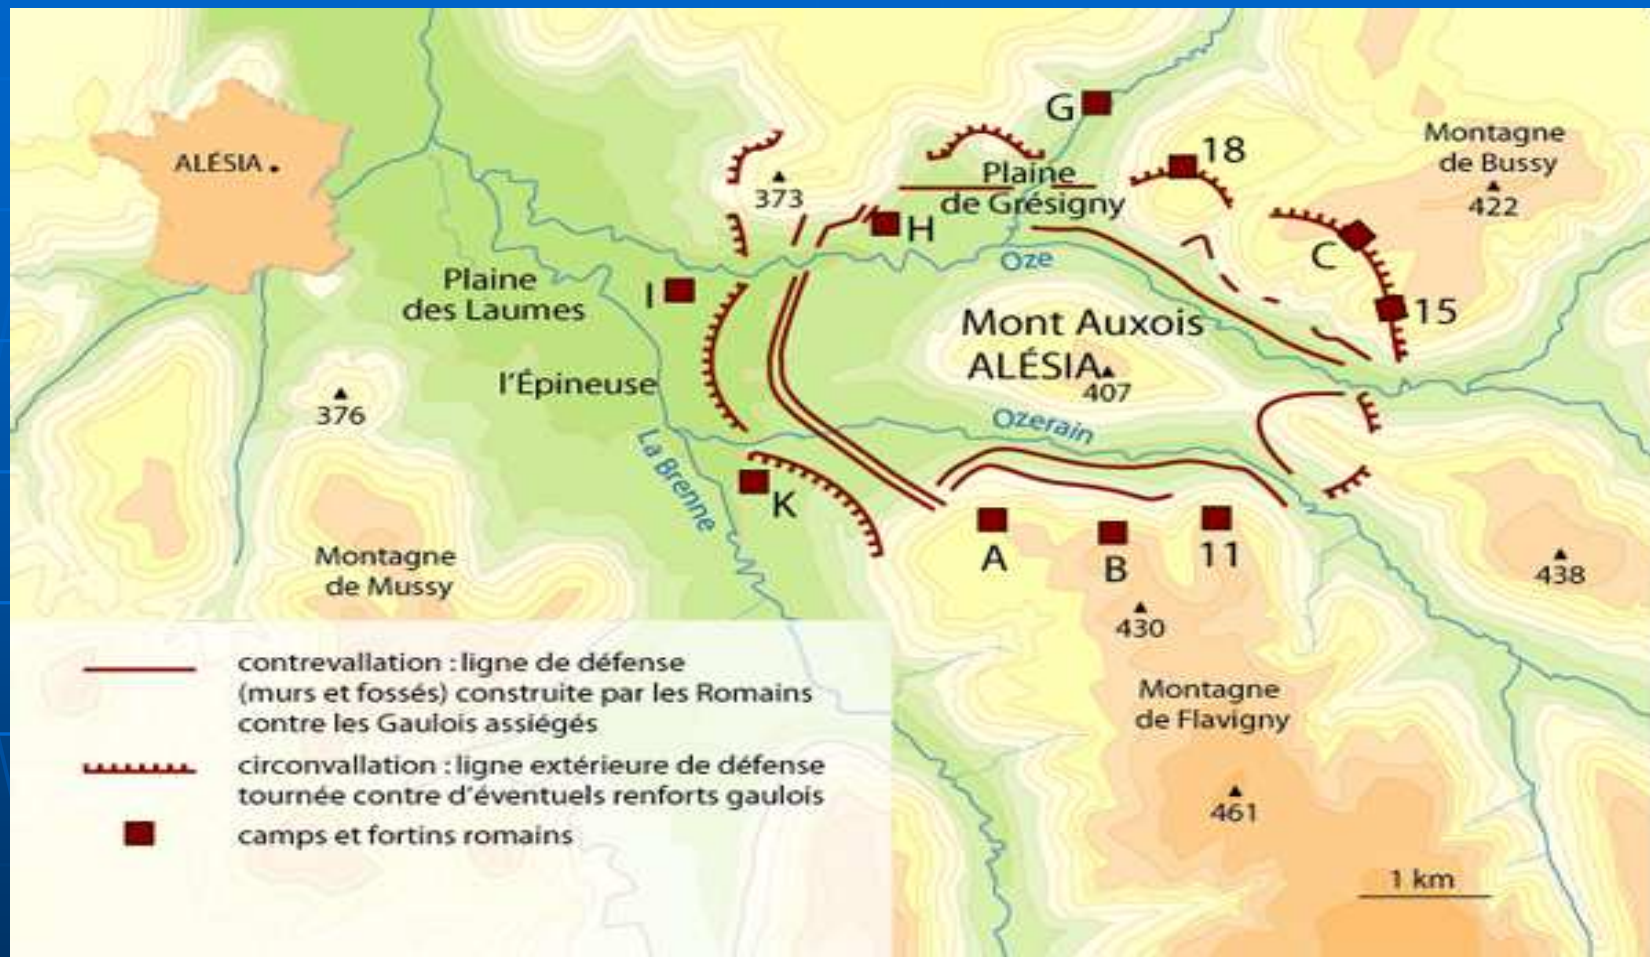 ALÉSIA
G
18
Montagne
de Bussy
422
373
Plaine
de Grésigny
H
C
Oze
Plaine
des Laumes
I
15
Mont Auxois
ALÉSIA
407
l'Épineuse
376
Ozerain
La Brenne
K
A
B
11
Montagne
de Mussy
438
430
Montagne
de Flavigny
461
1 km
contrevallation : ligne de défense
(murs et fossés) construite par les Romains
contre les Gaulois assiégés
circonvallation : ligne extérieure de défense
tournée contre d'éventuels renforts gaulois
camps et fortins romains